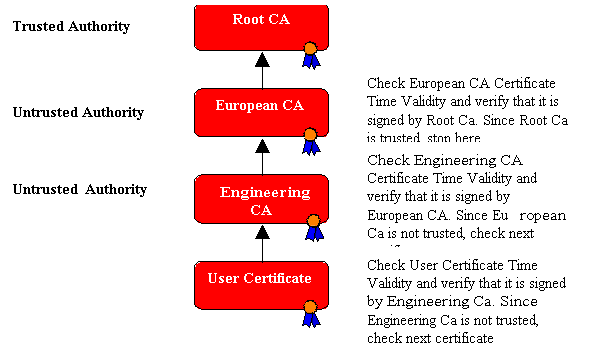 Trusted Authority
Root CA
Untrusted Authority
European CA
Check European CA Certificate
Time Validity and verify that it is
signed by Root Ca. Since Root Ca
is trusted, stop here
Untrusted Authority
Engineering
CA
Check Engineering CA
Certificate Time Validity and
verify that it is signed by
European CA. Since Eu ropean
Ca is not trusted, check next
User Certificate
Check User Certificate Time
Validity and verify that it is signed
by Engineering Ca. Since
Engineering Ca is not trusted,
check next certificate